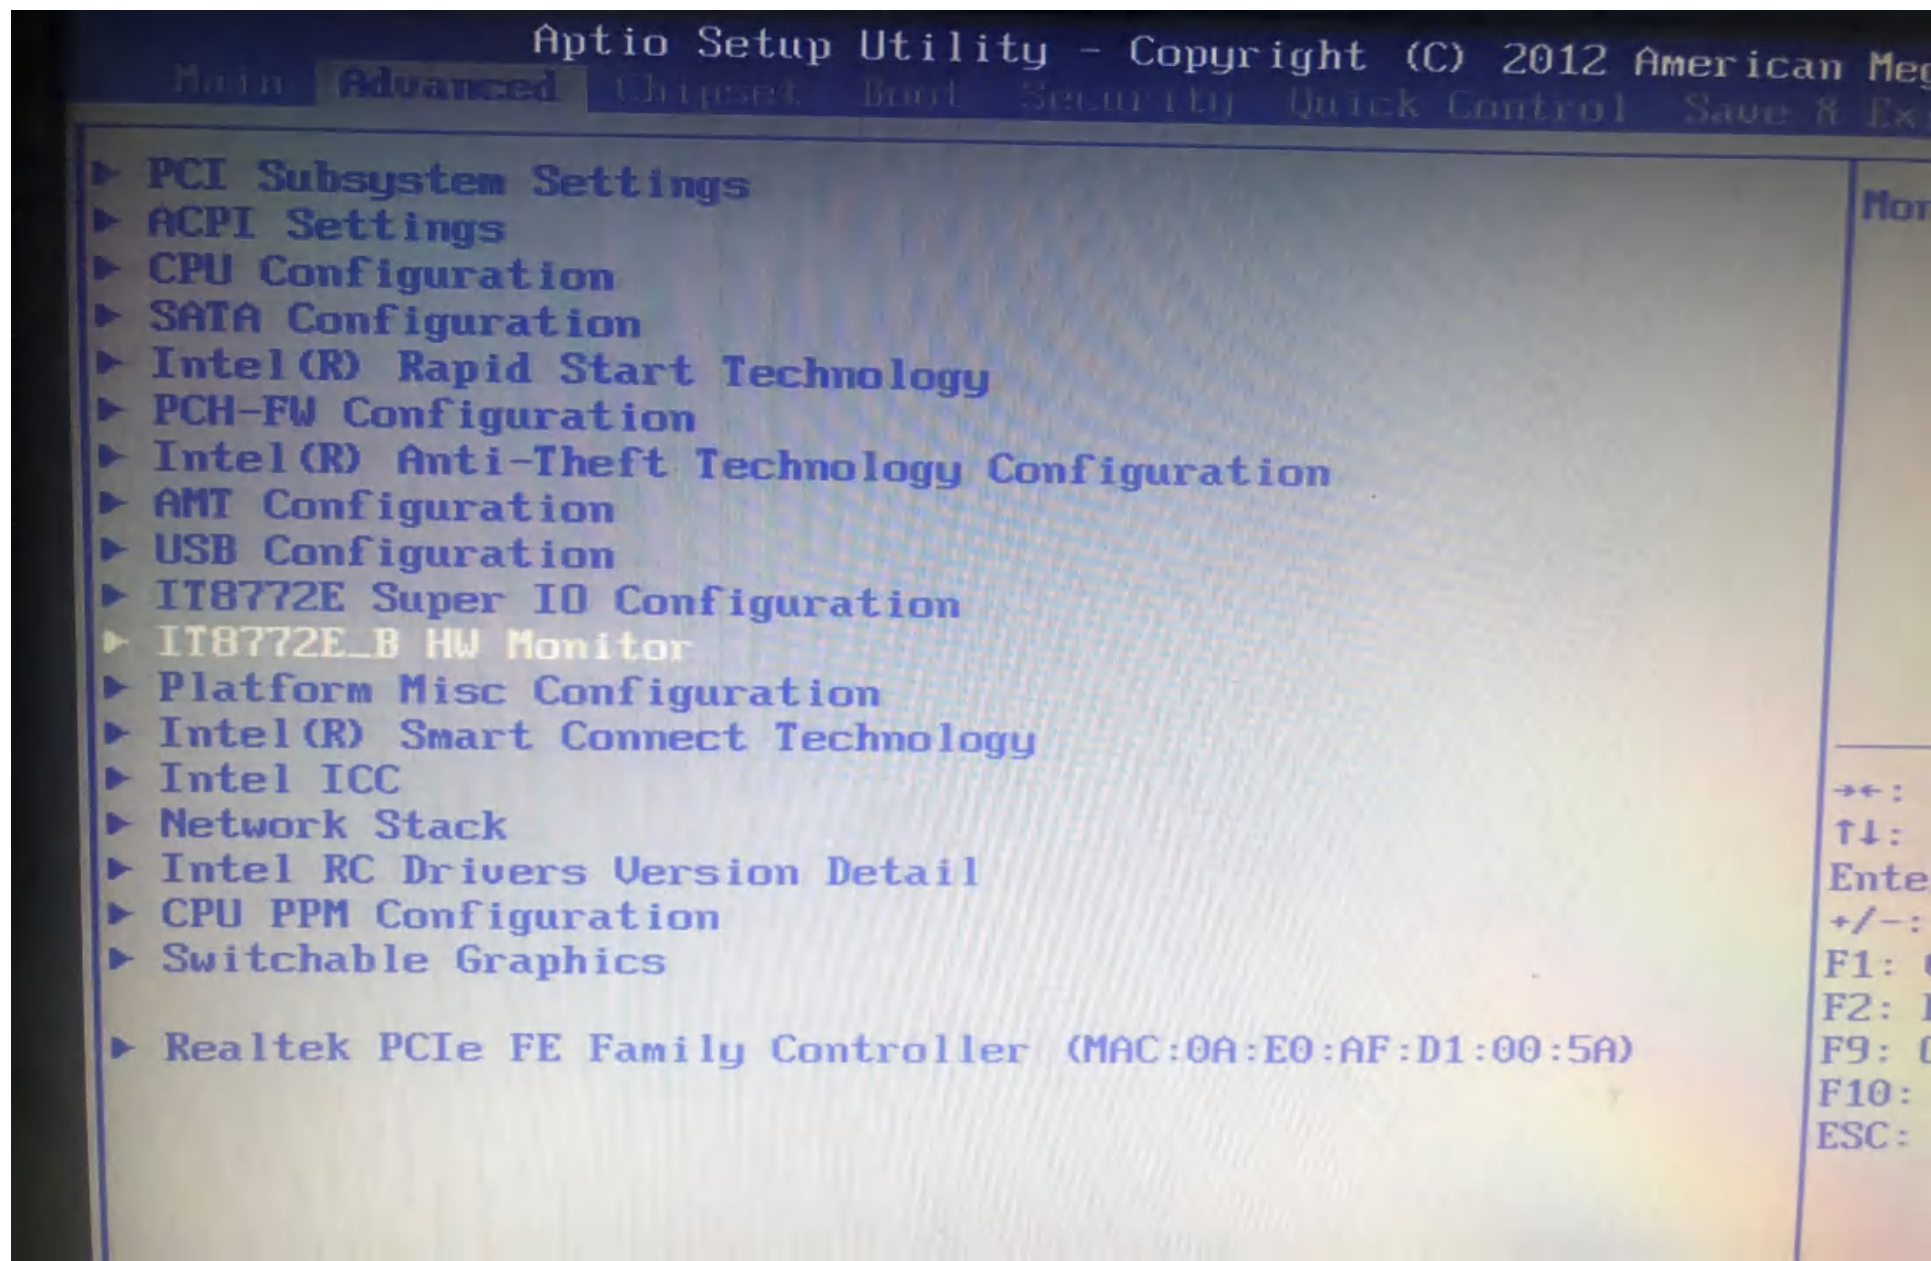 Aptio Setup Utility - Copyright (C) 2012 American Meg
Main Advanced Chipset Boot Security Quick Control Save & Ex
► PCI Subsystem Settings
► ACPI Settings
► CPU Configuration
► SATA Configuration
► Intel(R) Rapid Start Technology
► PCH-FW Configuration
► Intel(R) Anti-Theft Technology Configuration
► AMT Configuration
► USB Configuration
► IT8772E Super IO Configuration
► IT8772E_B HW Monitor
► Platform Misc Configuration
► Intel(R) Smart Connect Technology
► Intel ICC
► Network Stack
► Intel RC Drivers Version Detail
► CPU PPM Configuration
► Switchable Graphics
► Realtek PCIe FE Family Controller (MAC:0A:E0:AF:D1:00:5A)
Mon
→←:
↑↓:
Ente
+/-:
F1:
F2:
F9:
F10:
ESC: